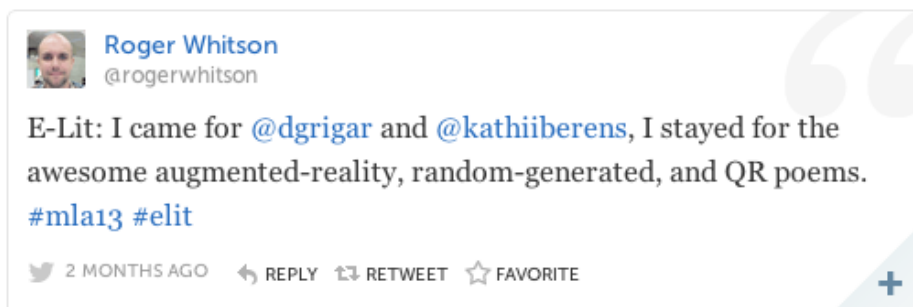 Roger Whitson
@rogerwhitson
E-Lit: I came for @dgrigar and @kathiiberens, I stayed for the
awesome augmented-reality, random-generated, and QR poems.
#mla13 #elit
2 MONTHS AGO REPLY RETWEET FAVORITE